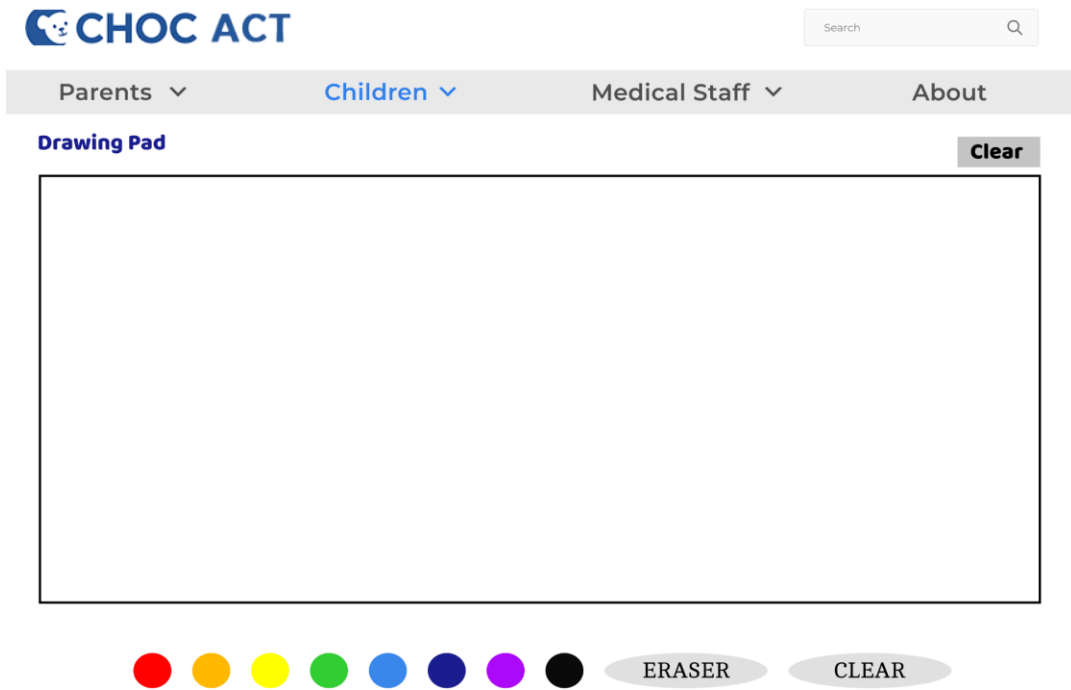 CHOC ACT
Search
Parents Children Medical Staff About
Drawing Pad
Clear
ERASER CLEAR